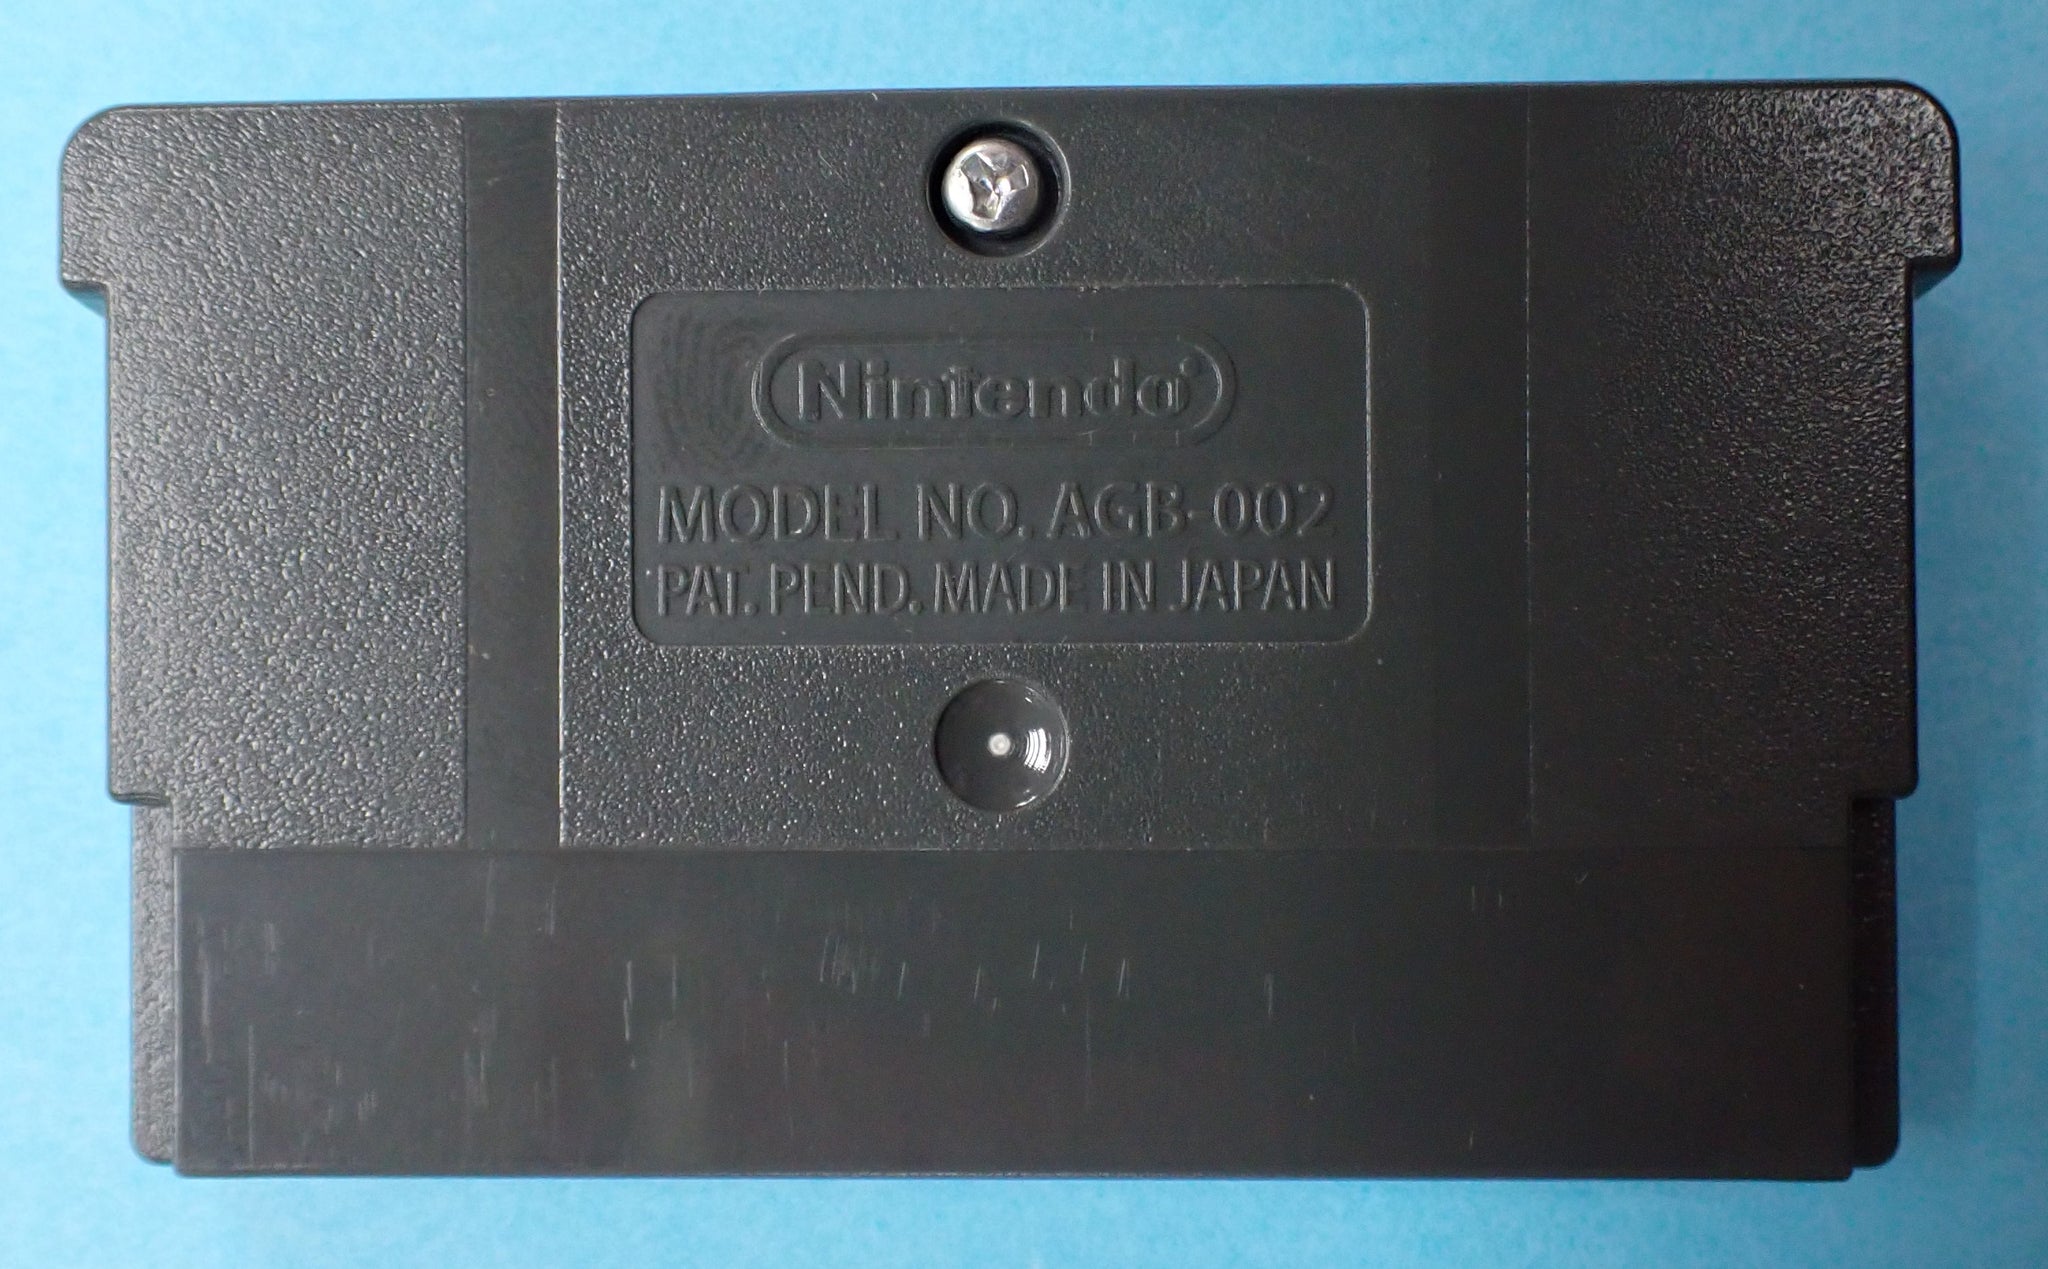 Nintendo®
MODEL NO. AGB-002
PAT. PEND. MADE IN JAPAN